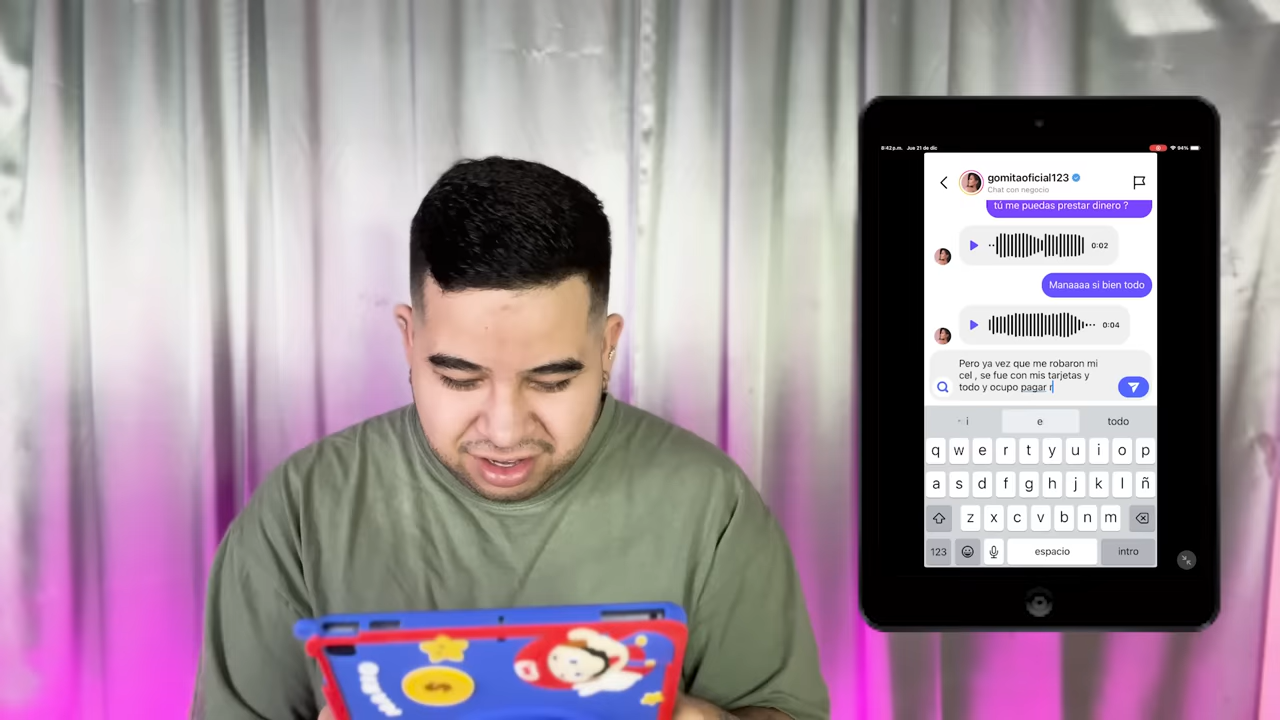 8:42p.m. Jue 21 de dic
94%
gomitaoficial123
Chat con negocio
tú me puedas prestar dinero ?
0:02
Manaaaa si bien todo
0:04
Pero ya vez que me robaron mi
cel , se fue con mis tarjetas y
todo y ocupo pagar r
i e todo
q w e r t y u i o p
a s d f g h j k l ñ
z x c v b n m
123 espacio intro